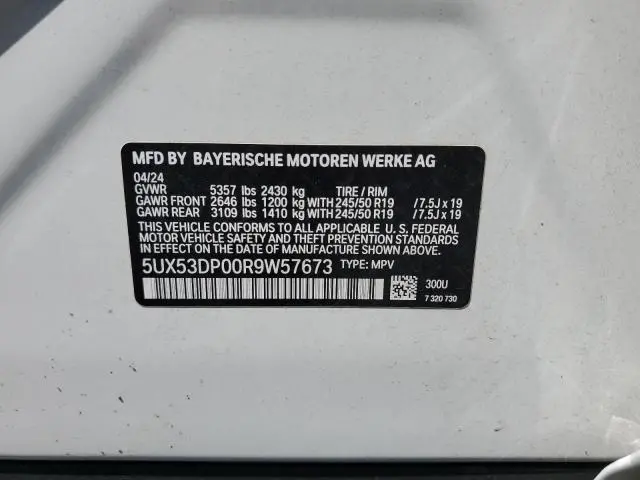 MFD BY BAYERISCHE MOTOREN WERKE AG
04/24
GVWR 5357 lbs 2430 kg TIRE / RIM
GAWR FRONT 2646 lbs 1200 kg WITH 245/50 R19 / 7.5J x 19
GAWR REAR 3109 lbs 1410 kg WITH 245/50 R19 / 7.5J x 19
THIS VEHICLE CONFORMS TO ALL APPLICABLE U. S. FEDERAL
MOTOR VEHICLE SAFETY AND THEFT PREVENTION STANDARDS
IN EFFECT ON THE DATE OF MANUFACTURE SHOWN ABOVE.
5UX53DP00R9W57673 TYPE: MPV
300U
7 320 730